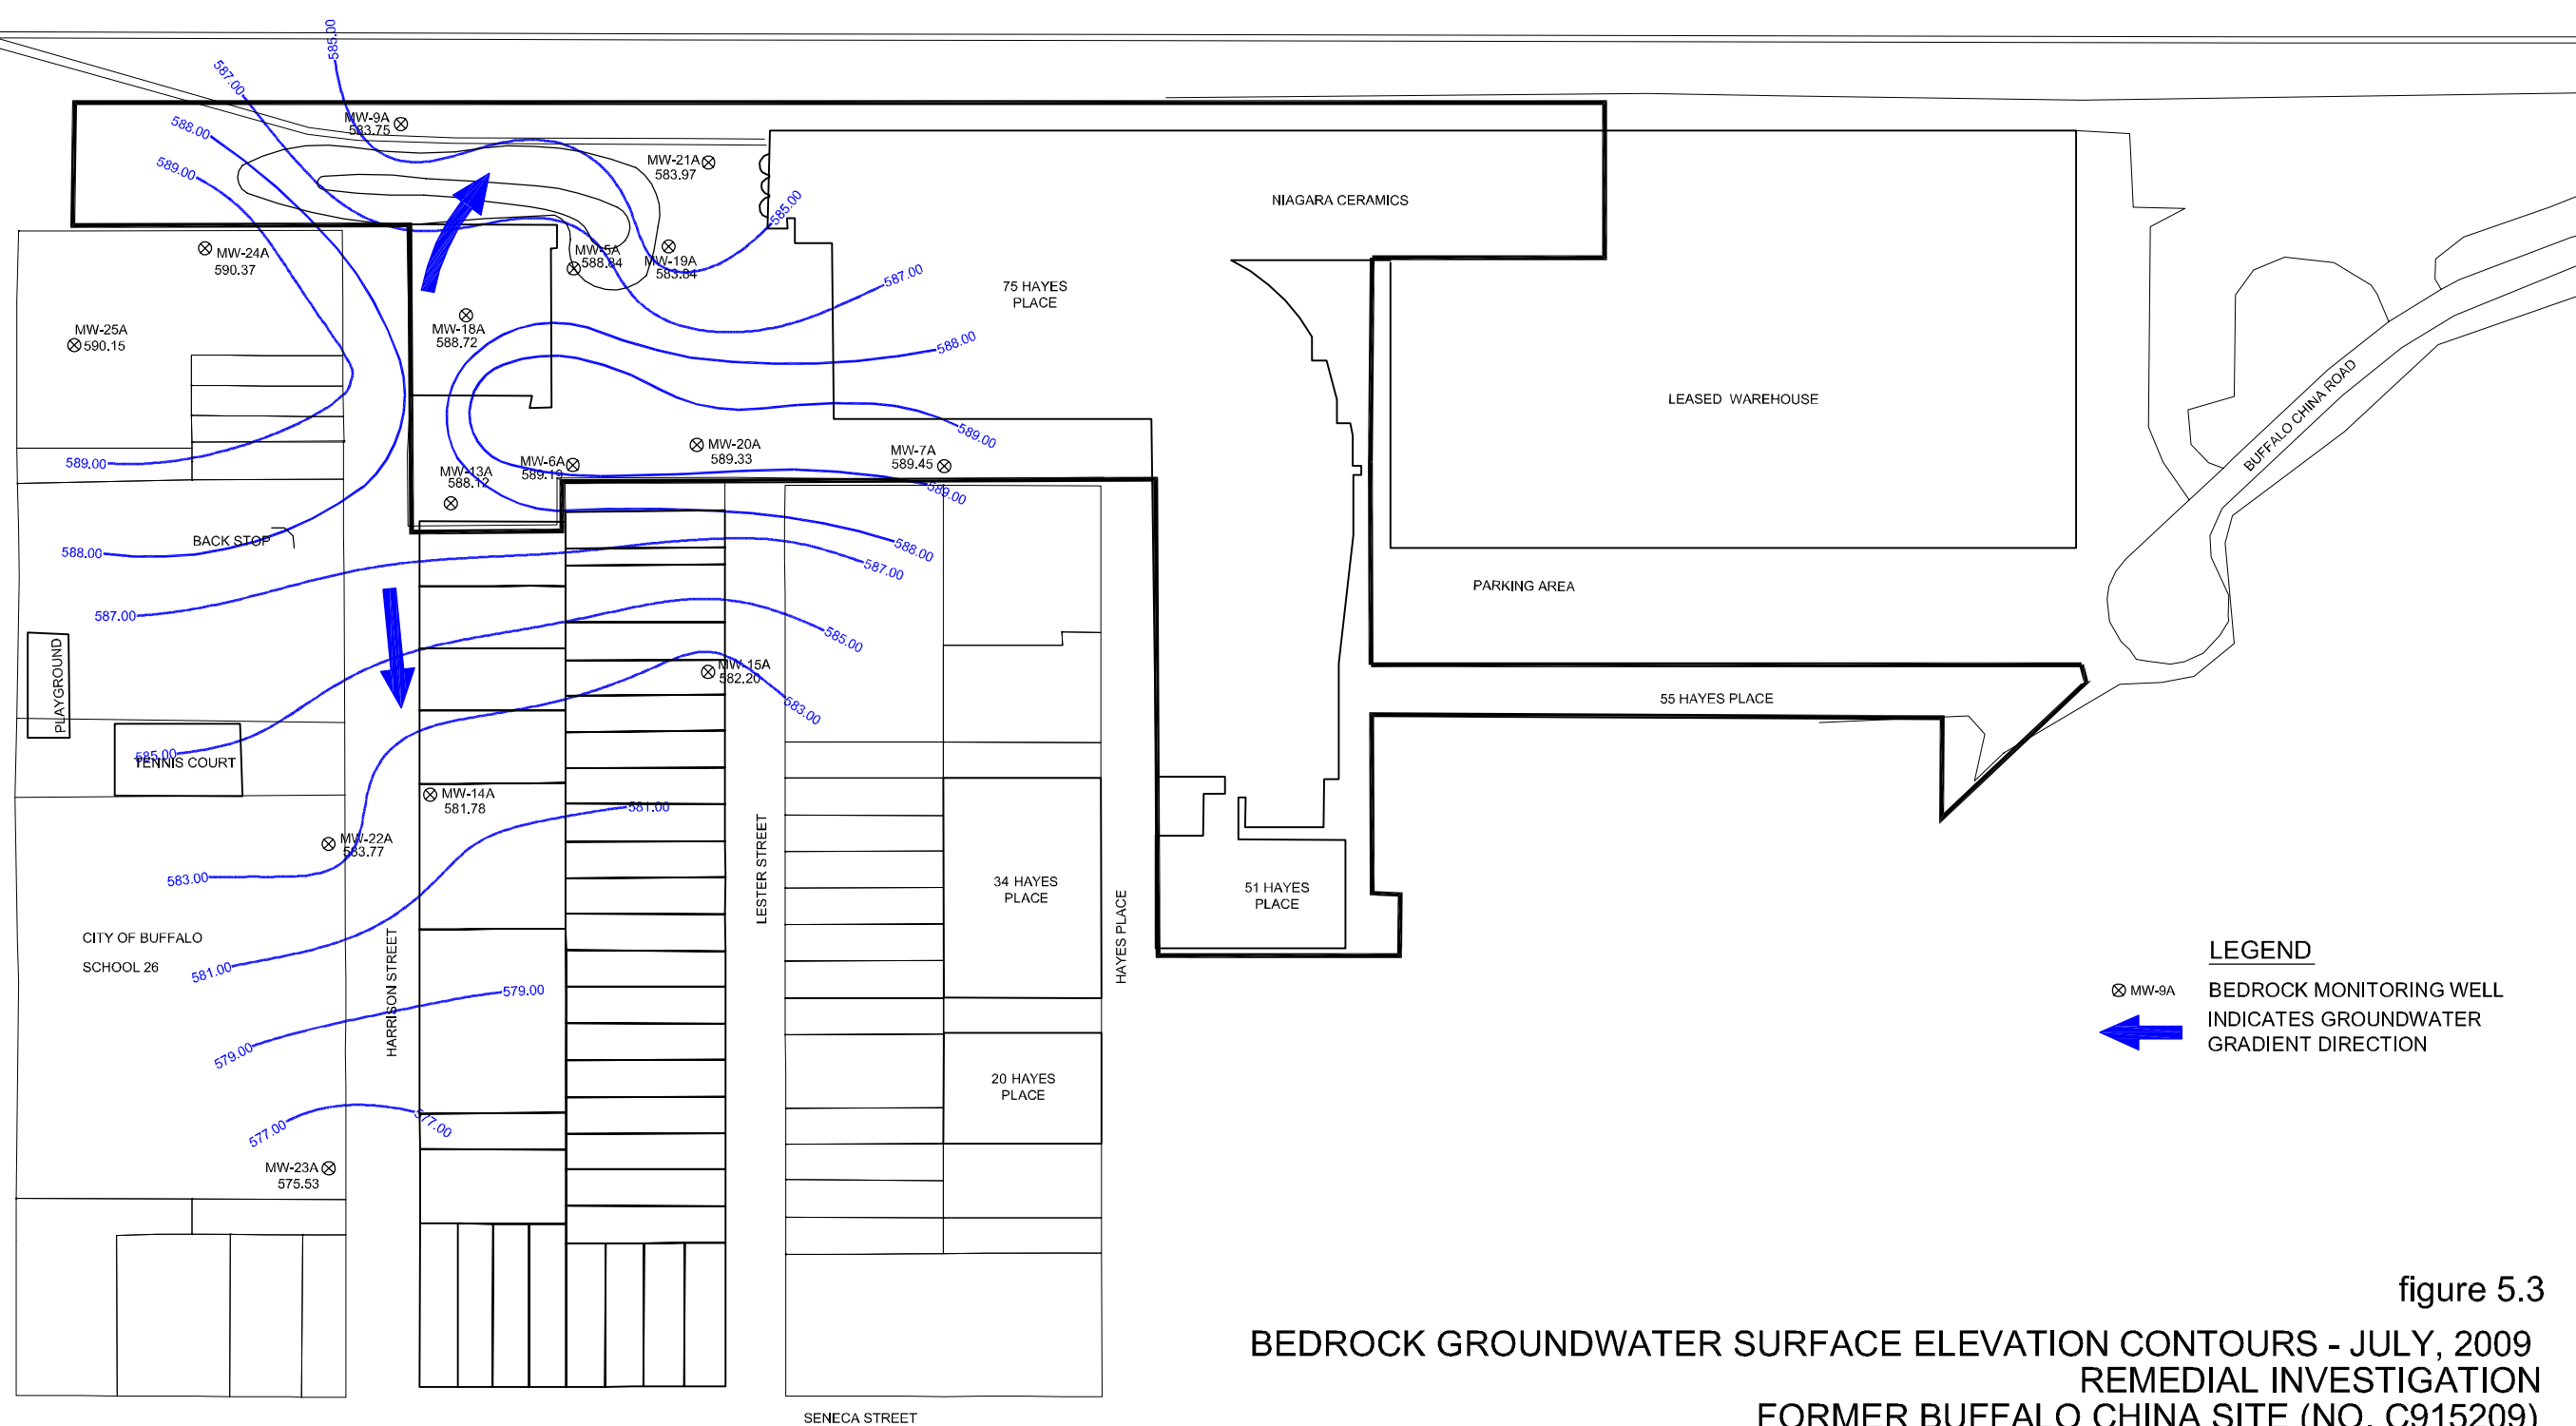 585.00
587.00
588.00
589.00
MW-9A
583.75
MW-21A
583.97
585.00
NIAGARA CERAMICS
MW-24A
590.37
MW-5A
588.84
MW-19A
583.84
587.00
75 HAYES
PLACE
MW-25A
590.15
MW-18A
588.72
588.00
LEASED WAREHOUSE
BUFFALO CHINA ROAD
589.00
589.00
MW-20A
589.33
MW-7A
589.45
MW-6A
589.19
MW-13A
588.12
589.00
BACK STOP
588.00
588.00
587.00
587.00
PARKING AREA
585.00
PLAYGROUND
MW-15A
582.20
583.00
55 HAYES PLACE
585.00
TENNIS COURT
MW-14A
581.78
581.00
MW-22A
583.77
583.00
LESTER STREET
34 HAYES
PLACE
HAYES PLACE
51 HAYES
PLACE
CITY OF BUFFALO
SCHOOL 26
581.00
HARRISON STREET
579.00
579.00
20 HAYES
PLACE
577.00
577.00
MW-23A
575.53
SENECA STREET
LEGEND
MW-9A
BEDROCK MONITORING WELL
INDICATES GROUNDWATER
GRADIENT DIRECTION
figure 5.3
BEDROCK GROUNDWATER SURFACE ELEVATION CONTOURS - JULY, 2009
REMEDIAL INVESTIGATION
FORMER BUFFALO CHINA SITE (NO. C915209)